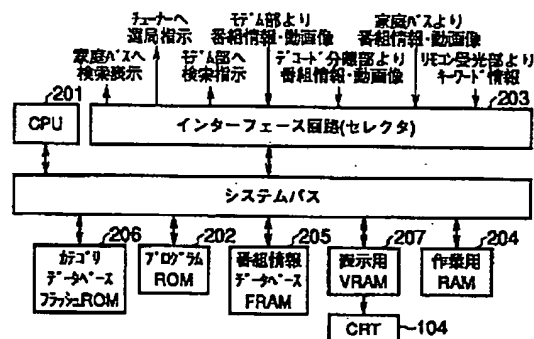 チューナーへ
選局指示
モデム部より
番組情報・動画像
家庭バスより
番組情報・動画像
家庭バスへ
検索指示
モデム部へ
検索指示
デコード分離部より
番組情報・動画像
リモコン受光部より
キーワード情報
201
CPU
203
インターフェース回路(セレクタ)
システムバス
206
カテゴリ
データベース
フラッシュROM
202
プログラム
ROM
205
番組情報
データベース
FRAM
207
表示用
VRAM
204
作業用
RAM
CRT
104